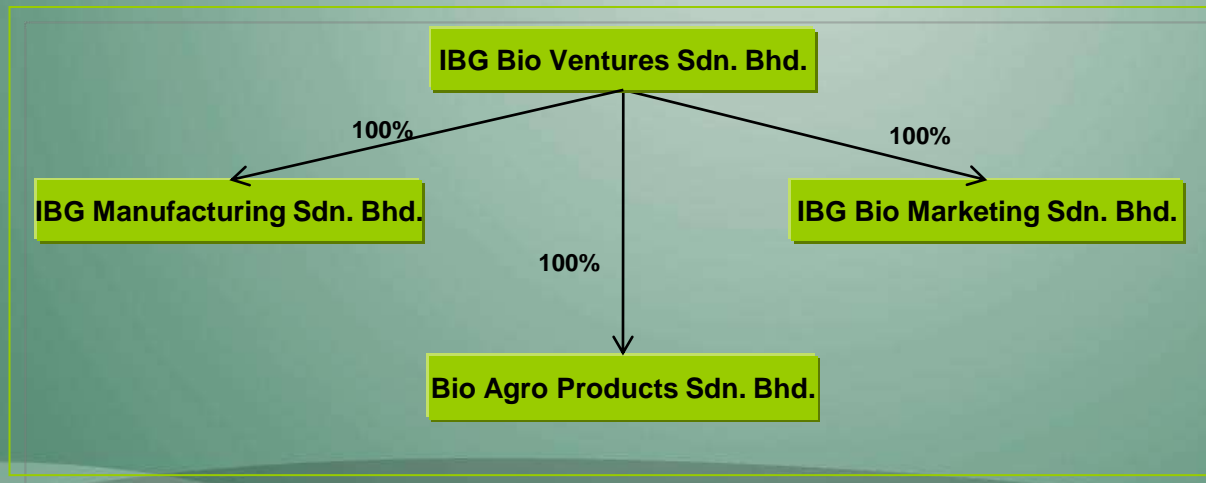 IBG Bio Ventures Sdn. Bhd.
100%
100%
IBG Manufacturing Sdn. Bhd.
IBG Bio Marketing Sdn. Bhd.
100%
Bio Agro Products Sdn. Bhd.